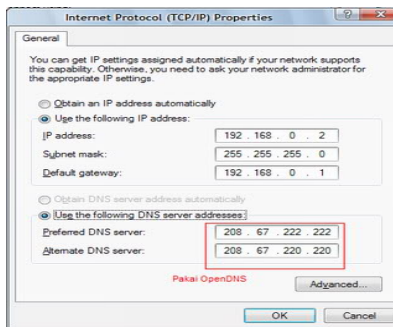 Internet Protocol (TCP/IP) Properties
General
You can get IP settings assigned automatically if your network supports
this capability. Otherwise, you need to ask your network administrator for
the appropriate IP settings.
Obtain an IP address automatically
Use the following IP address:
IP address: 192 . 168 . 0 . 2
Subnet mask: 255 . 255 . 255 . 0
Default gateway: 192 . 168 . 0 . 1
Obtain DNS server address automatically
Use the following DNS server addresses:
Preferred DNS server: 208 . 67 . 222 . 222
Alternate DNS server: 208 . 67 . 220 . 220
Pakai OpenDNS
Advanced...
OK Cancel